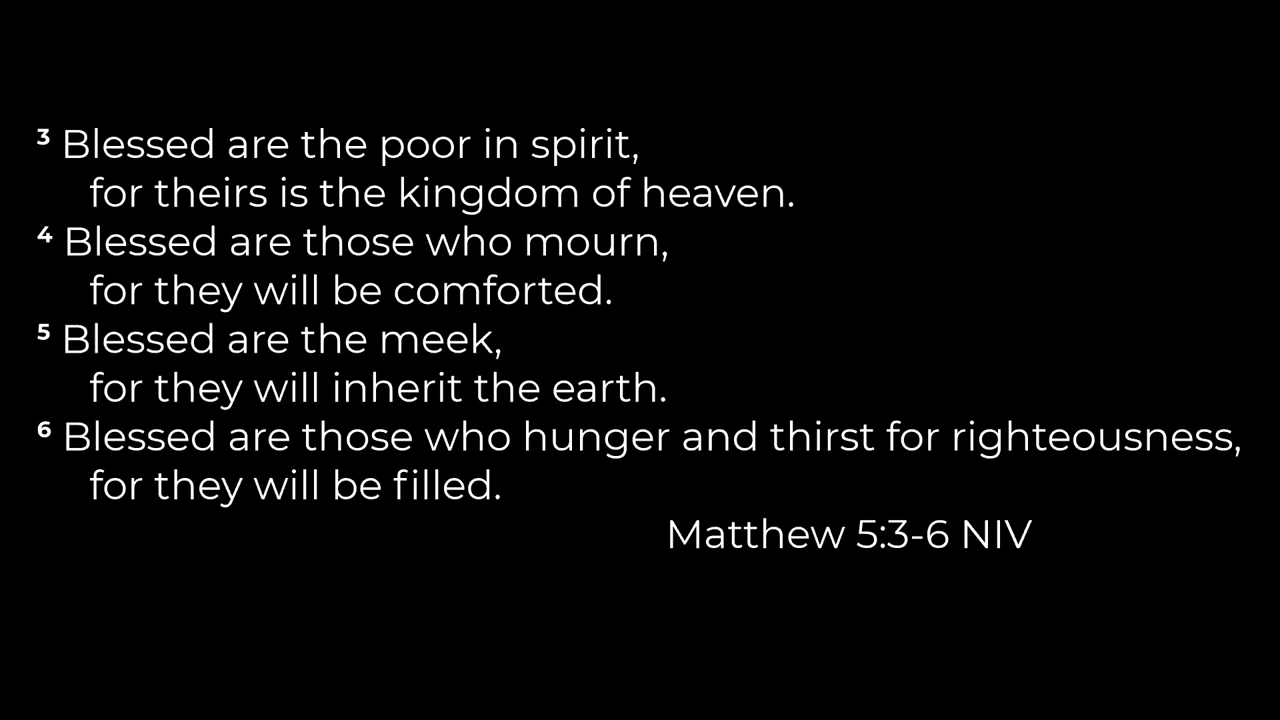 ³ Blessed are the poor in spirit,
for theirs is the kingdom of heaven.
⁴ Blessed are those who mourn,
for they will be comforted.
⁵ Blessed are the meek,
for they will inherit the earth.
⁶ Blessed are those who hunger and thirst for righteousness,
for they will be filled.
Matthew 5:3-6 NIV